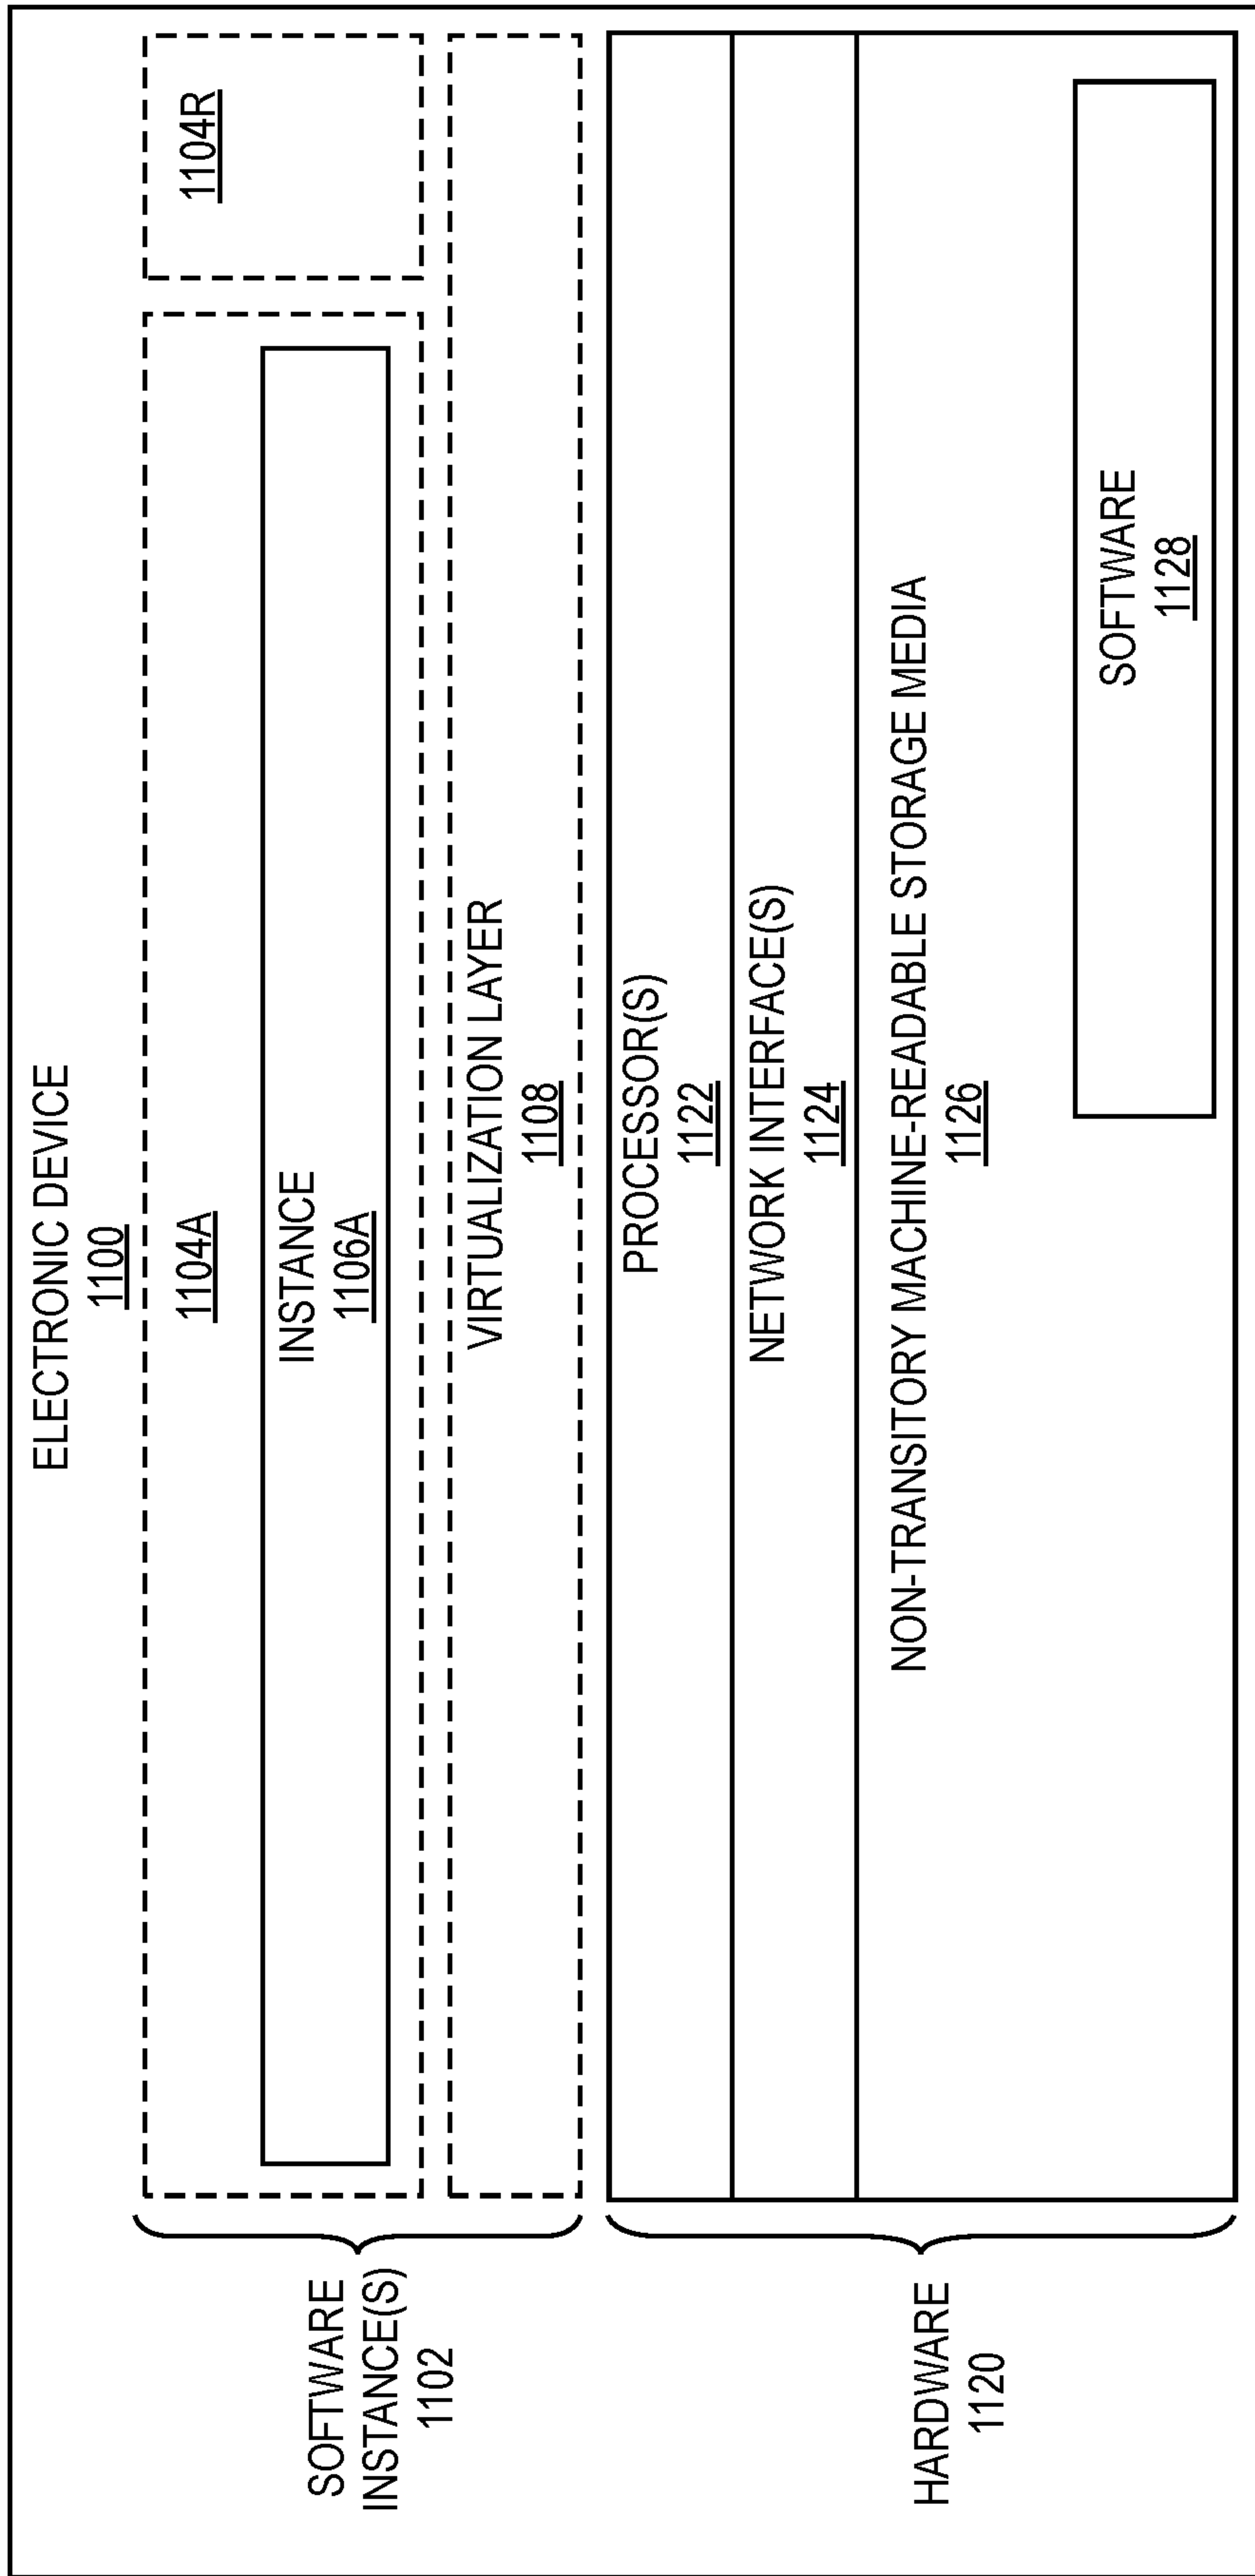 ELECTRONIC DEVICE
1100
SOFTWARE
INSTANCE(S)
1102
1104A
1104R
INSTANCE
1106A
VIRTUALIZATION LAYER
1108
HARDWARE
1120
PROCESSOR(S)
1122
NETWORK INTERFACE(S)
1124
NON-TRANSITORY MACHINE-READABLE STORAGE MEDIA
1126
SOFTWARE
1128